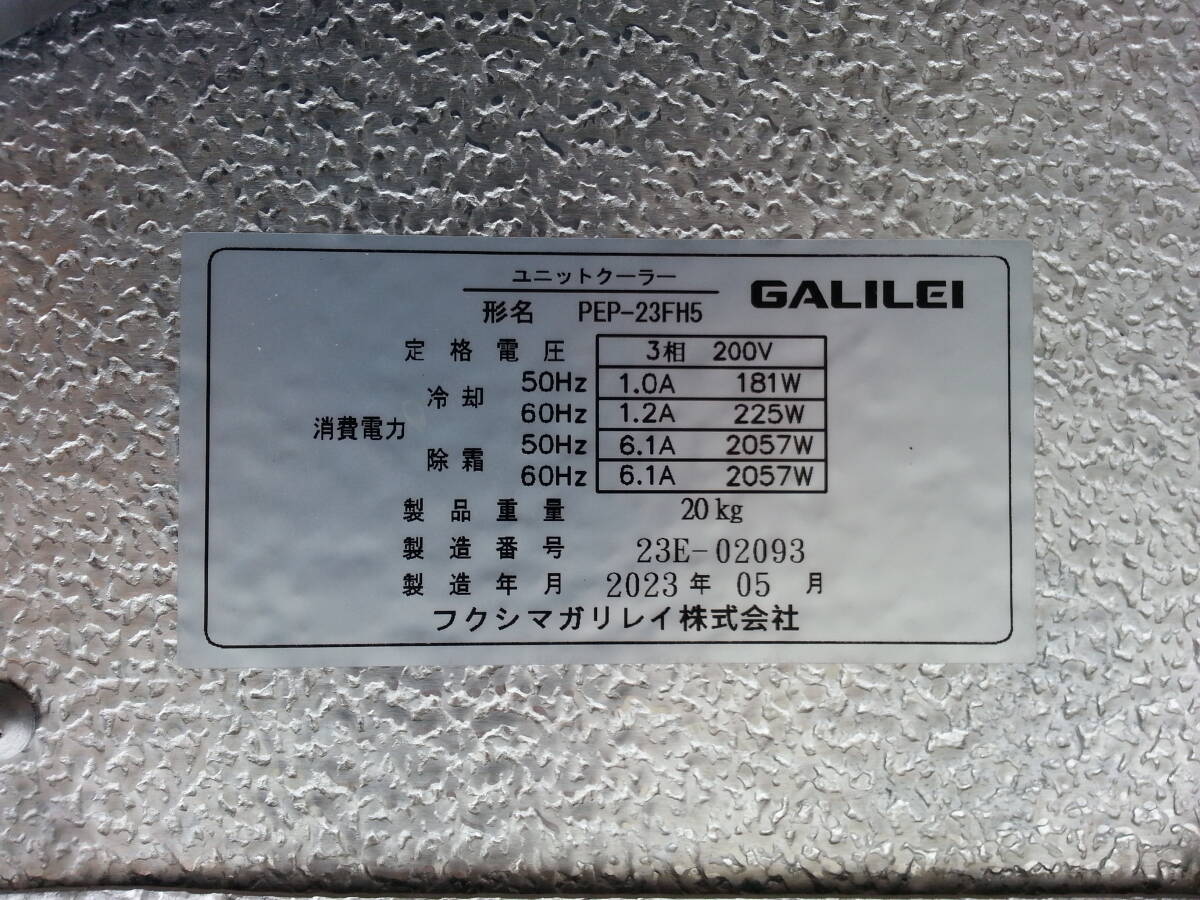 ユニットクーラー
GALILEI
形名 PEP-23FH5
定格電圧 3相 200V
冷却 50Hz 1.0A 181W
60Hz 1.2A 225W
消費電力
除霜 50Hz 6.1A 2057W
60Hz 6.1A 2057W
製品重量 20kg
製造番号 23E-02093
製造年月 2023年 05月
フクシマガリレイ株式会社